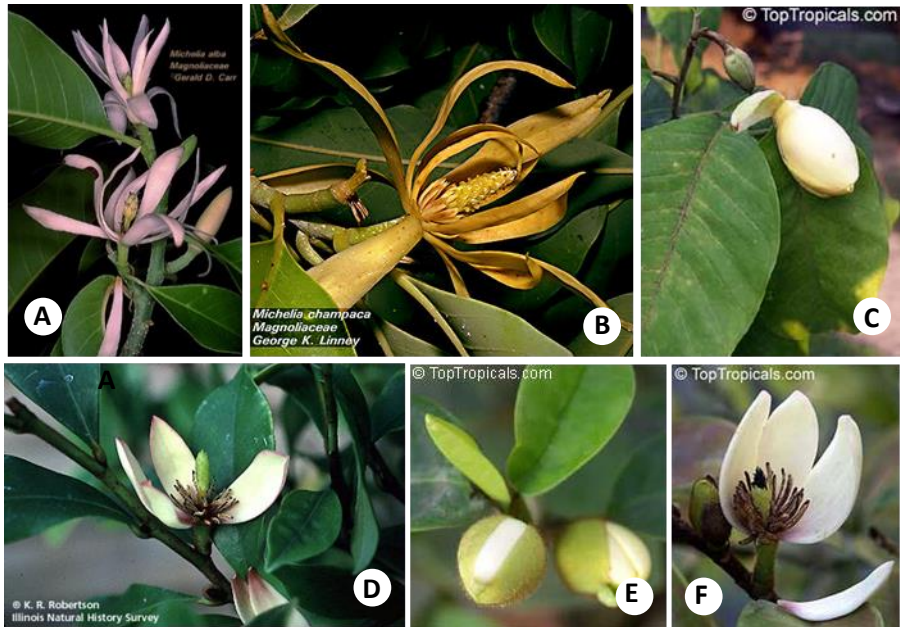 Michelia alba
Magnoliaceae
©Gerald D. Carr
A
Michelia champaca
Magnoliaceae
George K. Linney
B
© TopTropicals.com
C
A
® K. R. Robertson
Illinois Natural History Survey
D
© TopTropicals.com
E
© TopTropicals.com
F